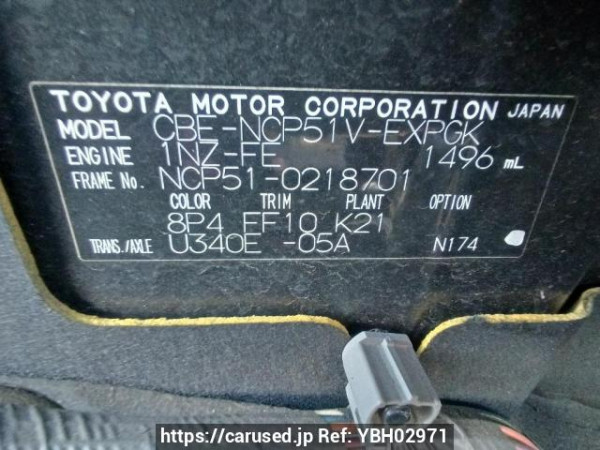 TOYOTA MOTOR CORPORATION JAPAN
MODEL CBE-NCP51V-EXPGK
ENGINE 1NZ-FE 1496 mL
FRAME No. NCP51-0218701
COLOR TRIM PLANT OPTION
8P4 FF10 K21
TRANS./AXLE U340E -05A N174
https://carused.jp Ref: YBH02971